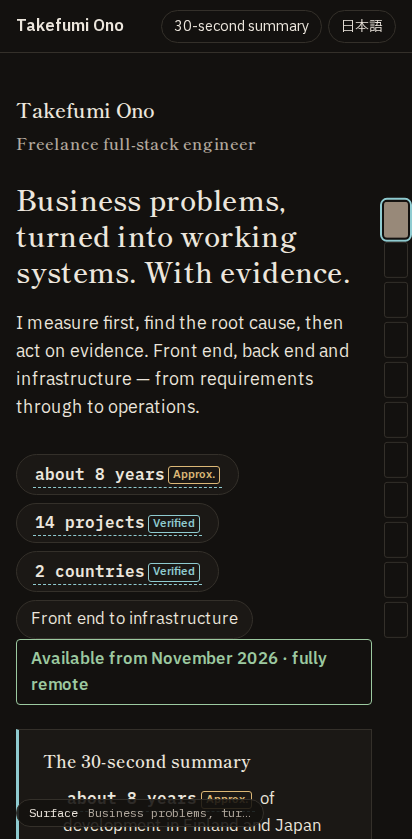 Takefumi Ono
30-second summary
日本語
Takefumi Ono
Freelance full-stack engineer
Business problems,
turned into working
systems. With evidence.
I measure first, find the root cause, then
act on evidence. Front end, back end and
infrastructure — from requirements
through to operations.
about 8 years Approx.
14 projects Verified
2 countries Verified
Front end to infrastructure
Available from November 2026 · fully
remote
The 30-second summary
about 8 years Approx. of
Surface Business problems, tur…
development in Finland and Japan